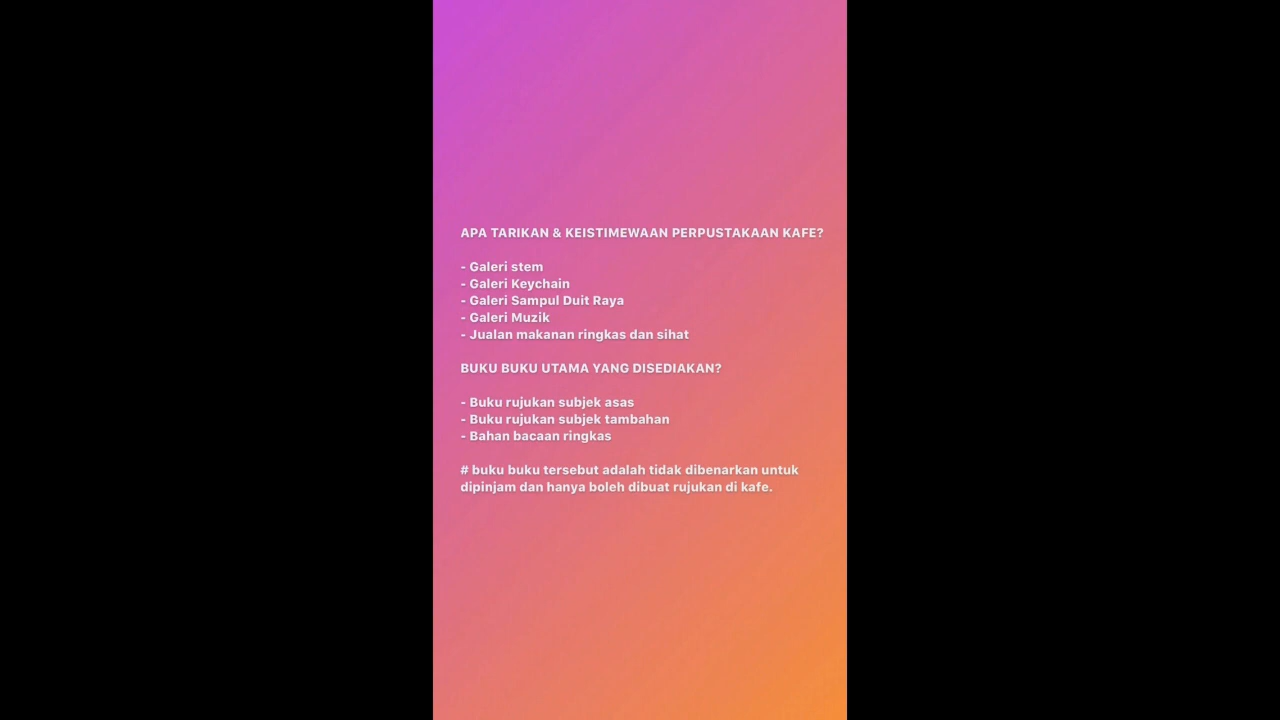 APA TARIKAN & KEISTIMEWAAN PERPUSTAKAAN KAFE?
- Galeri stem
- Galeri Keychain
- Galeri Sampul Duit Raya
- Galeri Muzik
- Jualan makanan ringkas dan sihat
BUKU BUKU UTAMA YANG DISEDIAKAN?
- Buku rujukan subjek asas
- Buku rujukan subjek tambahan
- Bahan bacaan ringkas
# buku buku tersebut adalah tidak dibenarkan untuk
dipinjam dan hanya boleh dibuat rujukan di kafe.